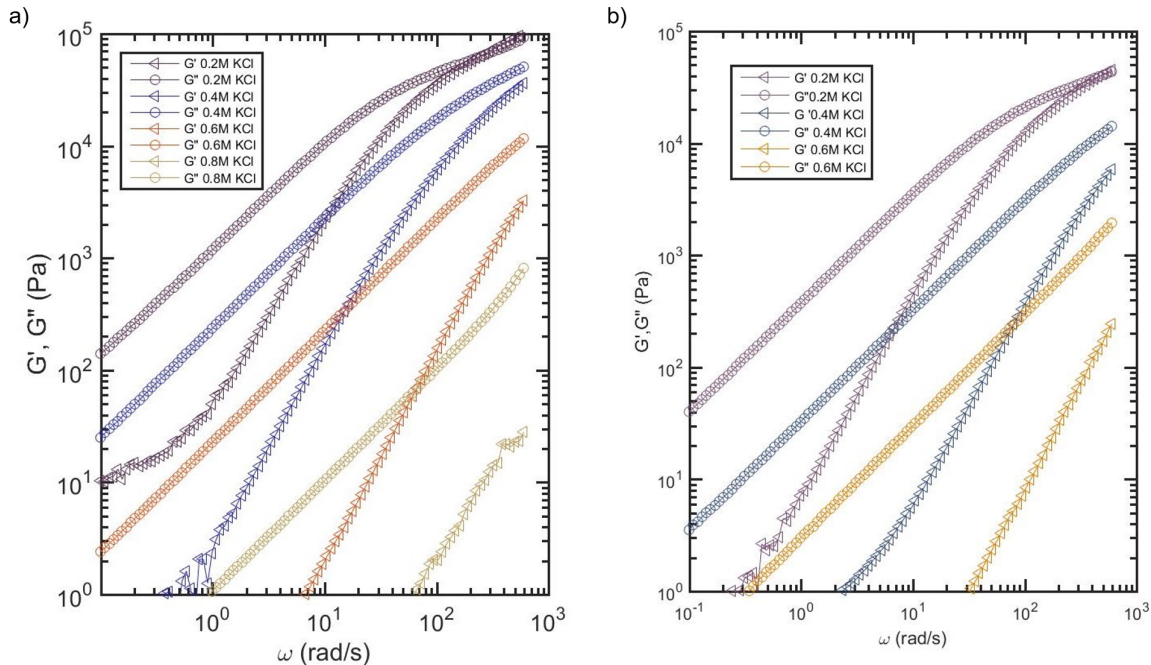 a)
G', G" (Pa)
10^5
10^4
10^3
10^2
10^1
10^0
G' 0.2M KCl
G" 0.2M KCl
G' 0.4M KCl
G" 0.4M KCl
G' 0.6M KCl
G" 0.6M KCl
G' 0.8M KCl
G" 0.8M KCl
10^0 10^1 10^2 10^3
ω (rad/s)
b)
G',G" (Pa)
10^5
10^4
10^3
10^2
10^1
10^0
G' 0.2M KCl
G"0.2M KCl
G '0.4M KCl
G" 0.4M KCl
G' 0.6M KCl
G" 0.6M KCl
10^-1 10^0 10^1 10^2 10^3
ω (rad/s)